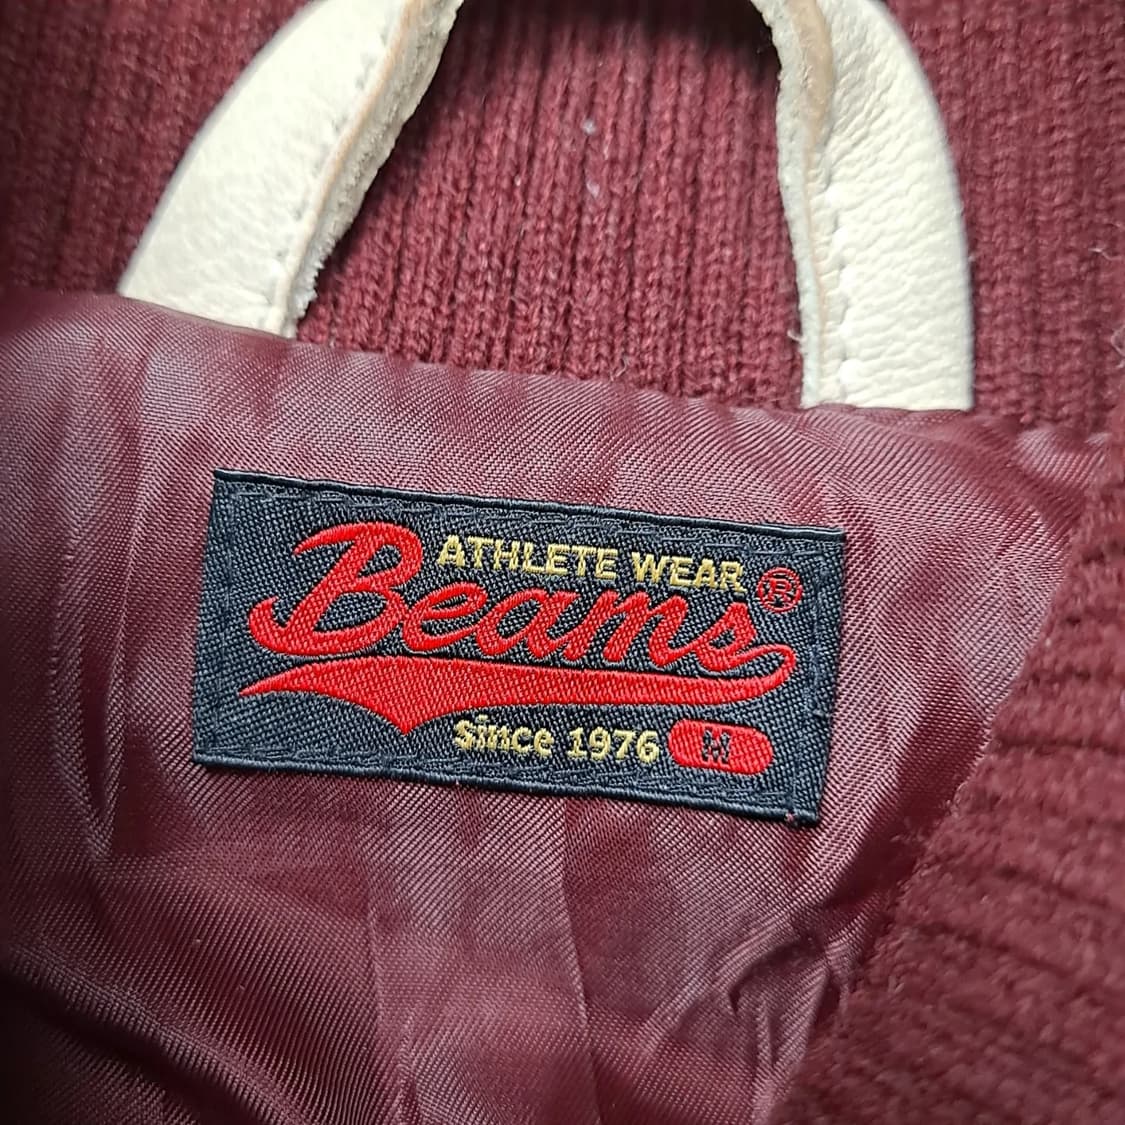 ATHLETE WEAR
Beams®
Since 1976 M